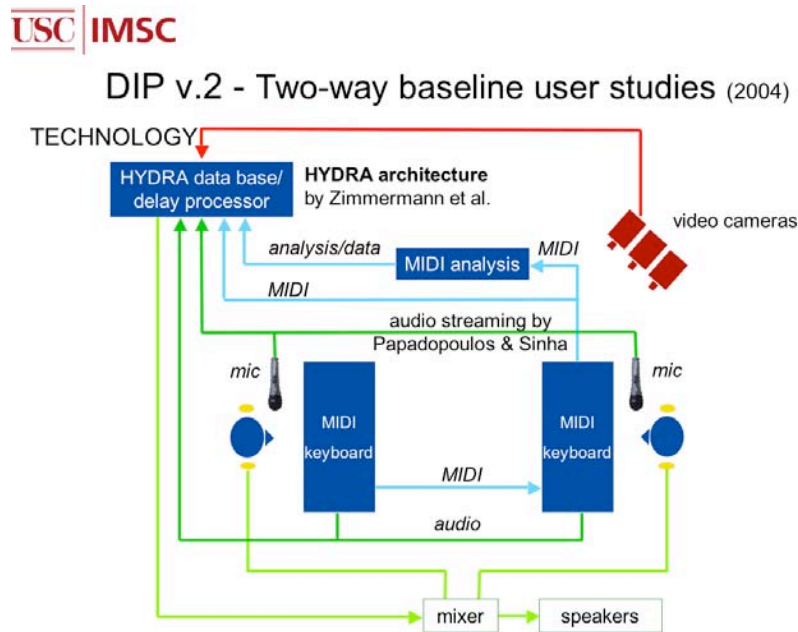 USC IMSC
DIP v.2 - Two-way baseline user studies (2004)
TECHNOLOGY
HYDRA data base/
delay processor
HYDRA architecture
by Zimmermann et al.
video cameras
analysis/data
MIDI analysis
MIDI
MIDI
audio streaming by
Papadopoulos & Sinha
mic
mic
MIDI
keyboard
MIDI
keyboard
MIDI
audio
mixer
speakers